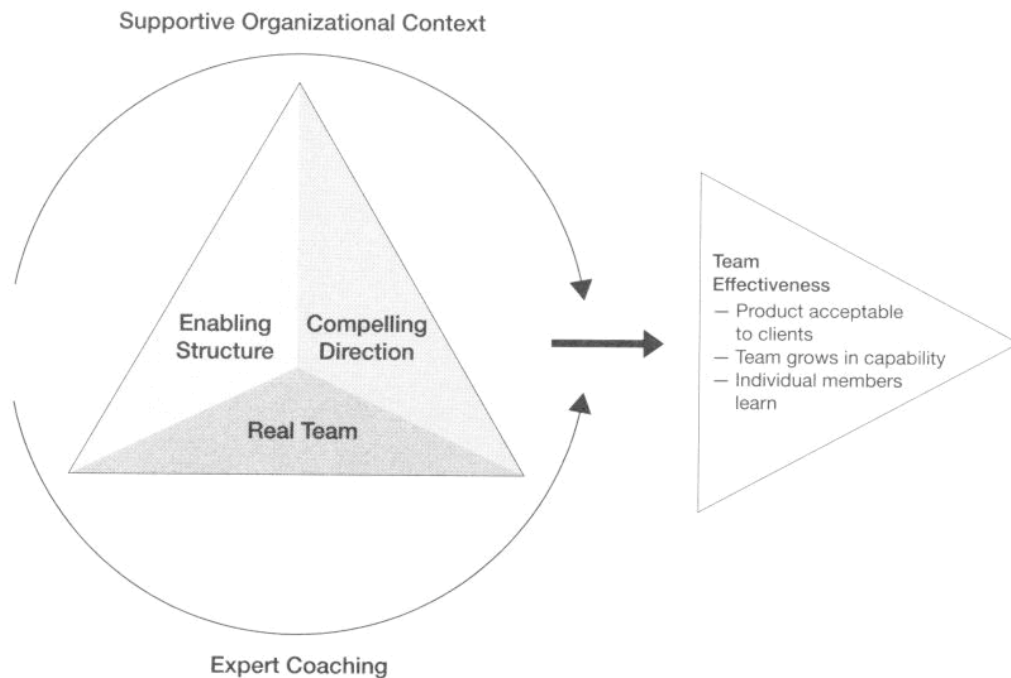 Supportive Organizational Context
Enabling
Structure
Compelling
Direction
Real Team
Team
Effectiveness
— Product acceptable
to clients
— Team grows in capability
— Individual members
learn
Expert Coaching